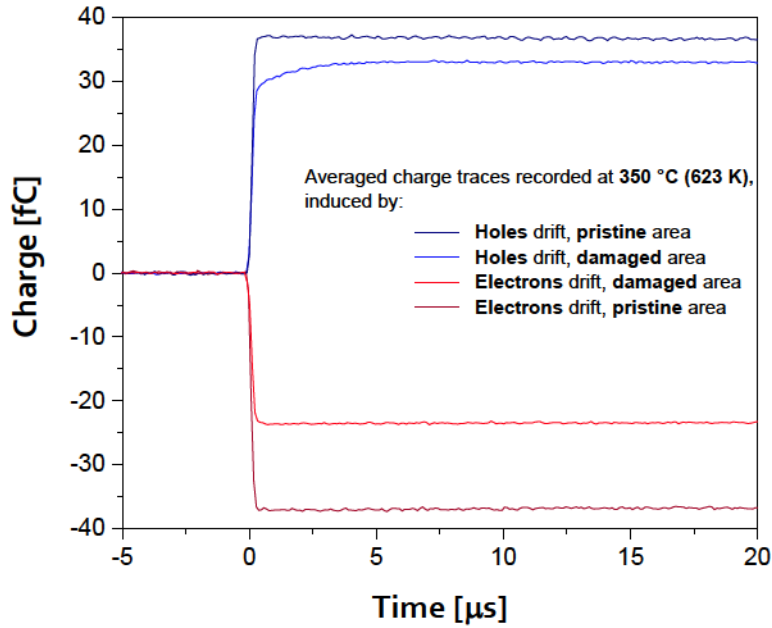 40
30
20
10
0
-10
-20
-30
-40
Charge [fC]
Averaged charge traces recorded at 350 °C (623 K),
induced by:
Holes drift, pristine area
Holes drift, damaged area
Electrons drift, damaged area
Electrons drift, pristine area
-5 0 5 10 15 20
Time [µs]